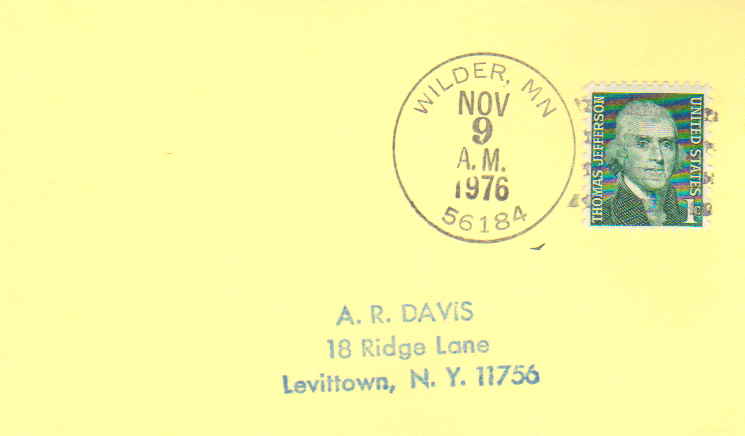 WILDER, MN
NOV
9
A.M.
1976
56184
THOMAS JEFFERSON
UNITED STATES
1¢
A. R. DAVIS
18 Ridge Lane
Levittown, N. Y. 11756